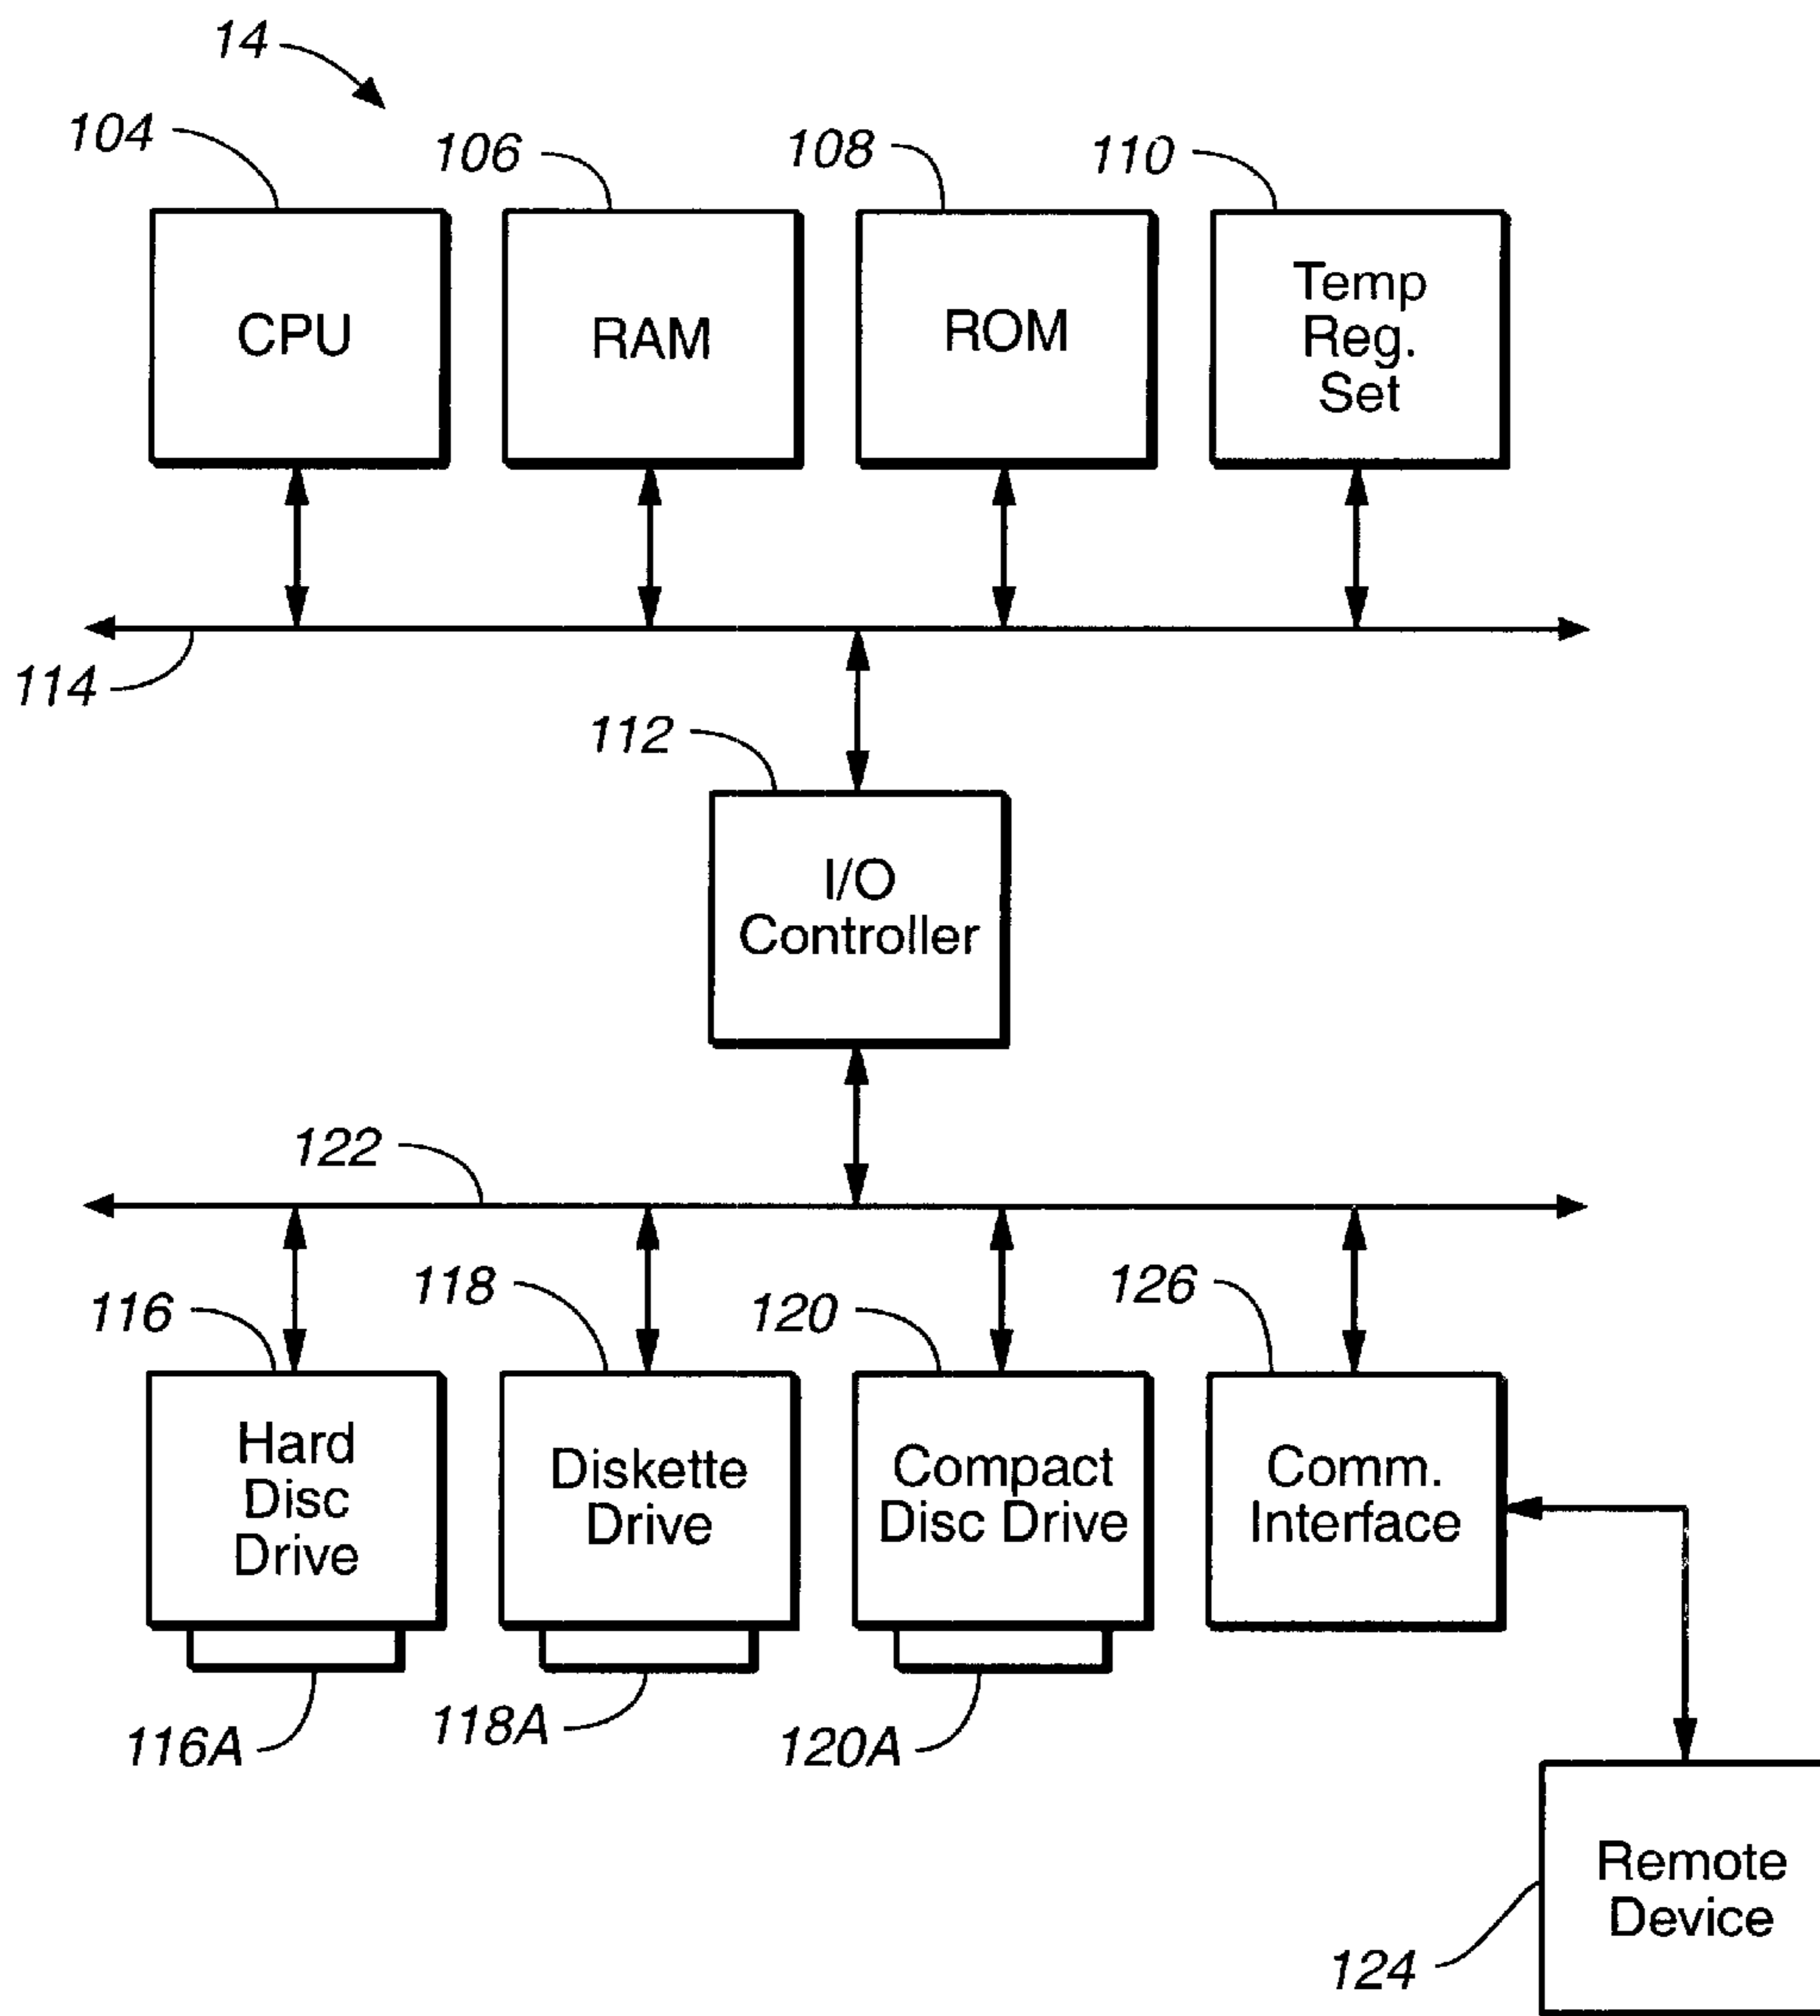 14
104
106
108
110
CPU
RAM
ROM
Temp
Reg.
Set
114
112
I/O
Controller
122
116
118
120
126
Hard
Disc
Drive
Diskette
Drive
Compact
Disc Drive
Comm.
Interface
116A
118A
120A
Remote
Device
124